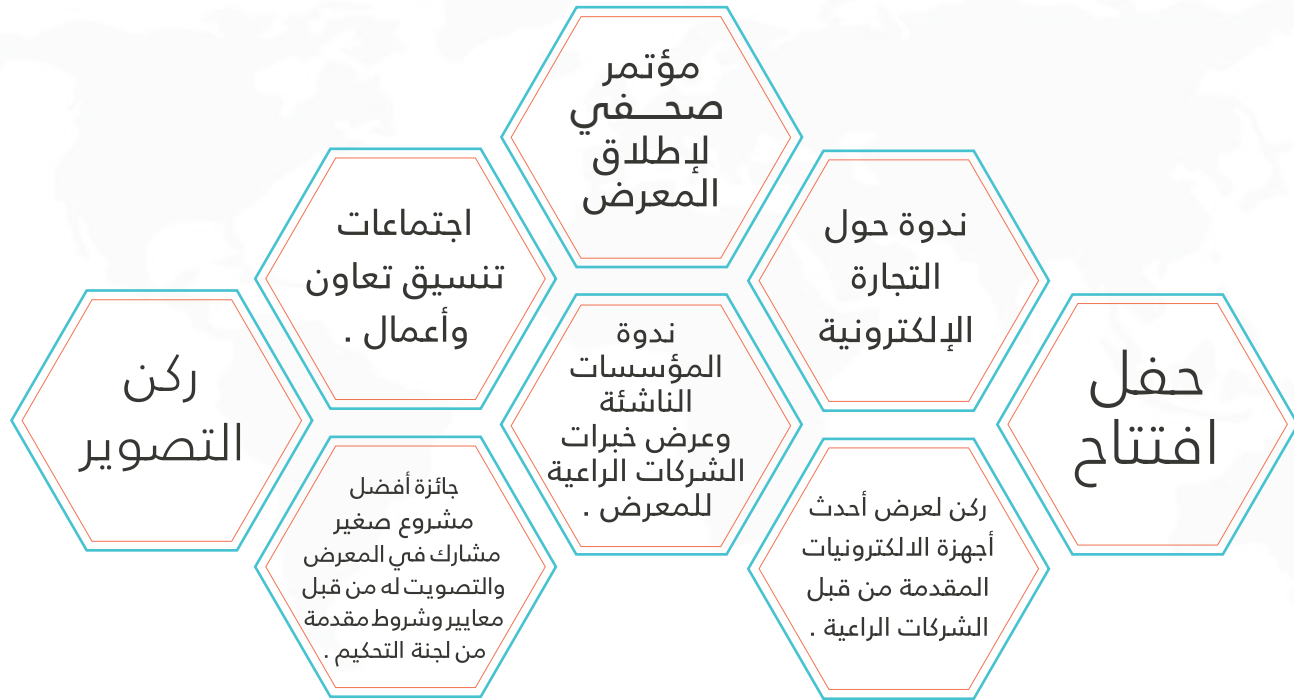 مؤتمر
صحـــفي
لإطلاق
المعرض
ندوة حول
التجارة
الإلكترونية
اجتماعات
تنسيق تعاون
وأعمال .
حفل
افتتاح
ندوة
المؤسسات
الناشئة
وعرض خبرات
الشركات الراعية
للمعرض .
ركن
التصوير
ركن لعرض أحدث
أجهزة الالكترونيات
المقدمة من قبل
الشركات الراعية .
جائزة أفضل
مشروع صغير
مشارك في المعرض
والتصويت له من قبل
معايير وشروط مقدمة
من لجنة التحكيم .